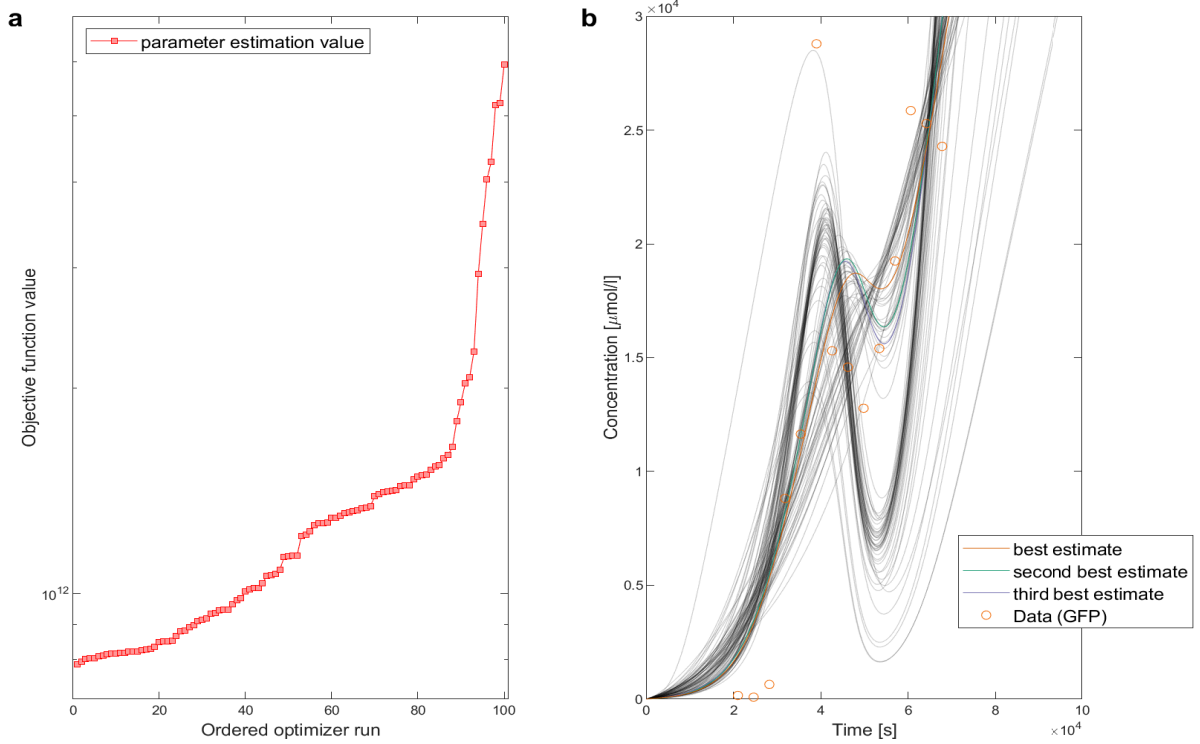 a
parameter estimation value
Objective function value
10^12
0
20
40
60
80
100
Ordered optimizer run
b
3 ×10^4
2.5
2
1.5
1
0.5
0
Concentration [µmol/l]
0
2
4
6
8
10
×10^4
Time [s]
best estimate
second best estimate
third best estimate
Data (GFP)